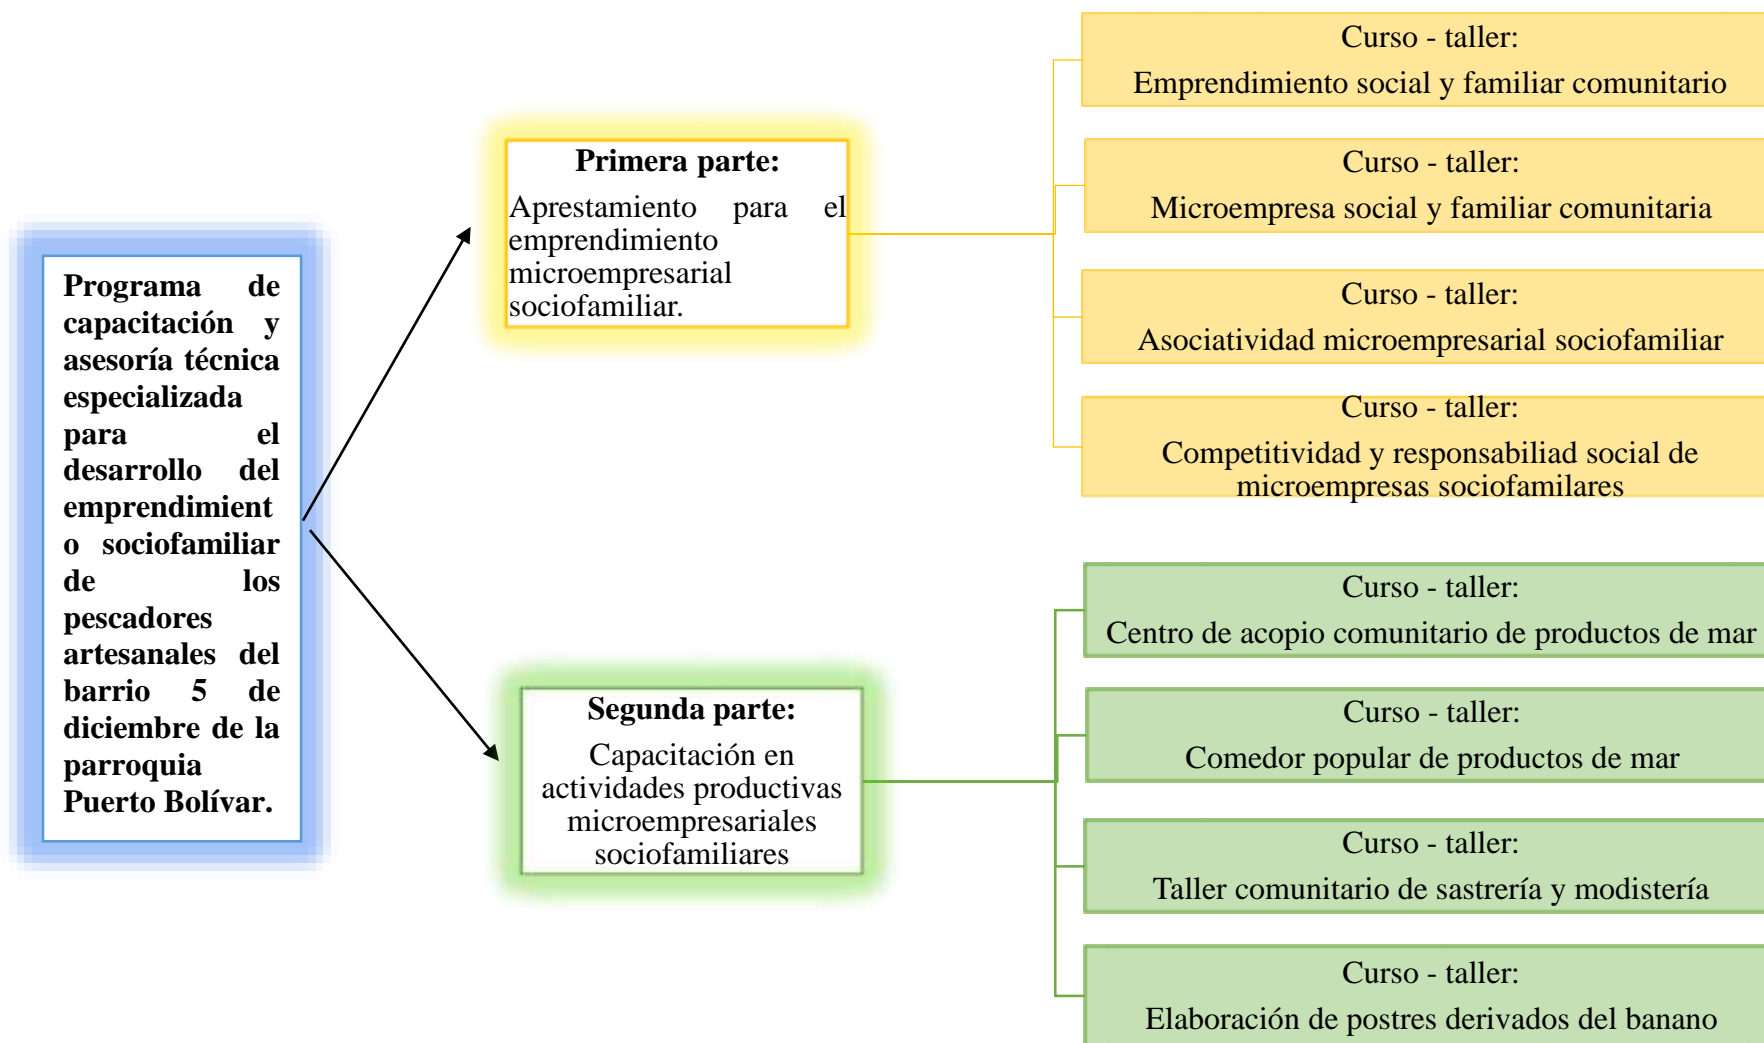 Programa de
capacitación y
asesoría técnica
especializada
para el
desarrollo del
emprendimient
o sociofamiliar
de los
pescadores
artesanales del
barrio 5 de
diciembre de la
parroquia
Puerto Bolívar.
Primera parte:
Aprestamiento para el
emprendimiento
microempresarial
sociofamiliar.
Curso - taller:
Emprendimiento social y familiar comunitario
Curso - taller:
Microempresa social y familiar comunitaria
Curso - taller:
Asociatividad microempresarial sociofamiliar
Curso - taller:
Competitividad y responsabiliad social de
microempresas sociofamilares
Segunda parte:
Capacitación en
actividades productivas
microempresariales
sociofamiliares
Curso - taller:
Centro de acopio comunitario de productos de mar
Curso - taller:
Comedor popular de productos de mar
Curso - taller:
Taller comunitario de sastrería y modistería
Curso - taller:
Elaboración de postres derivados del banano